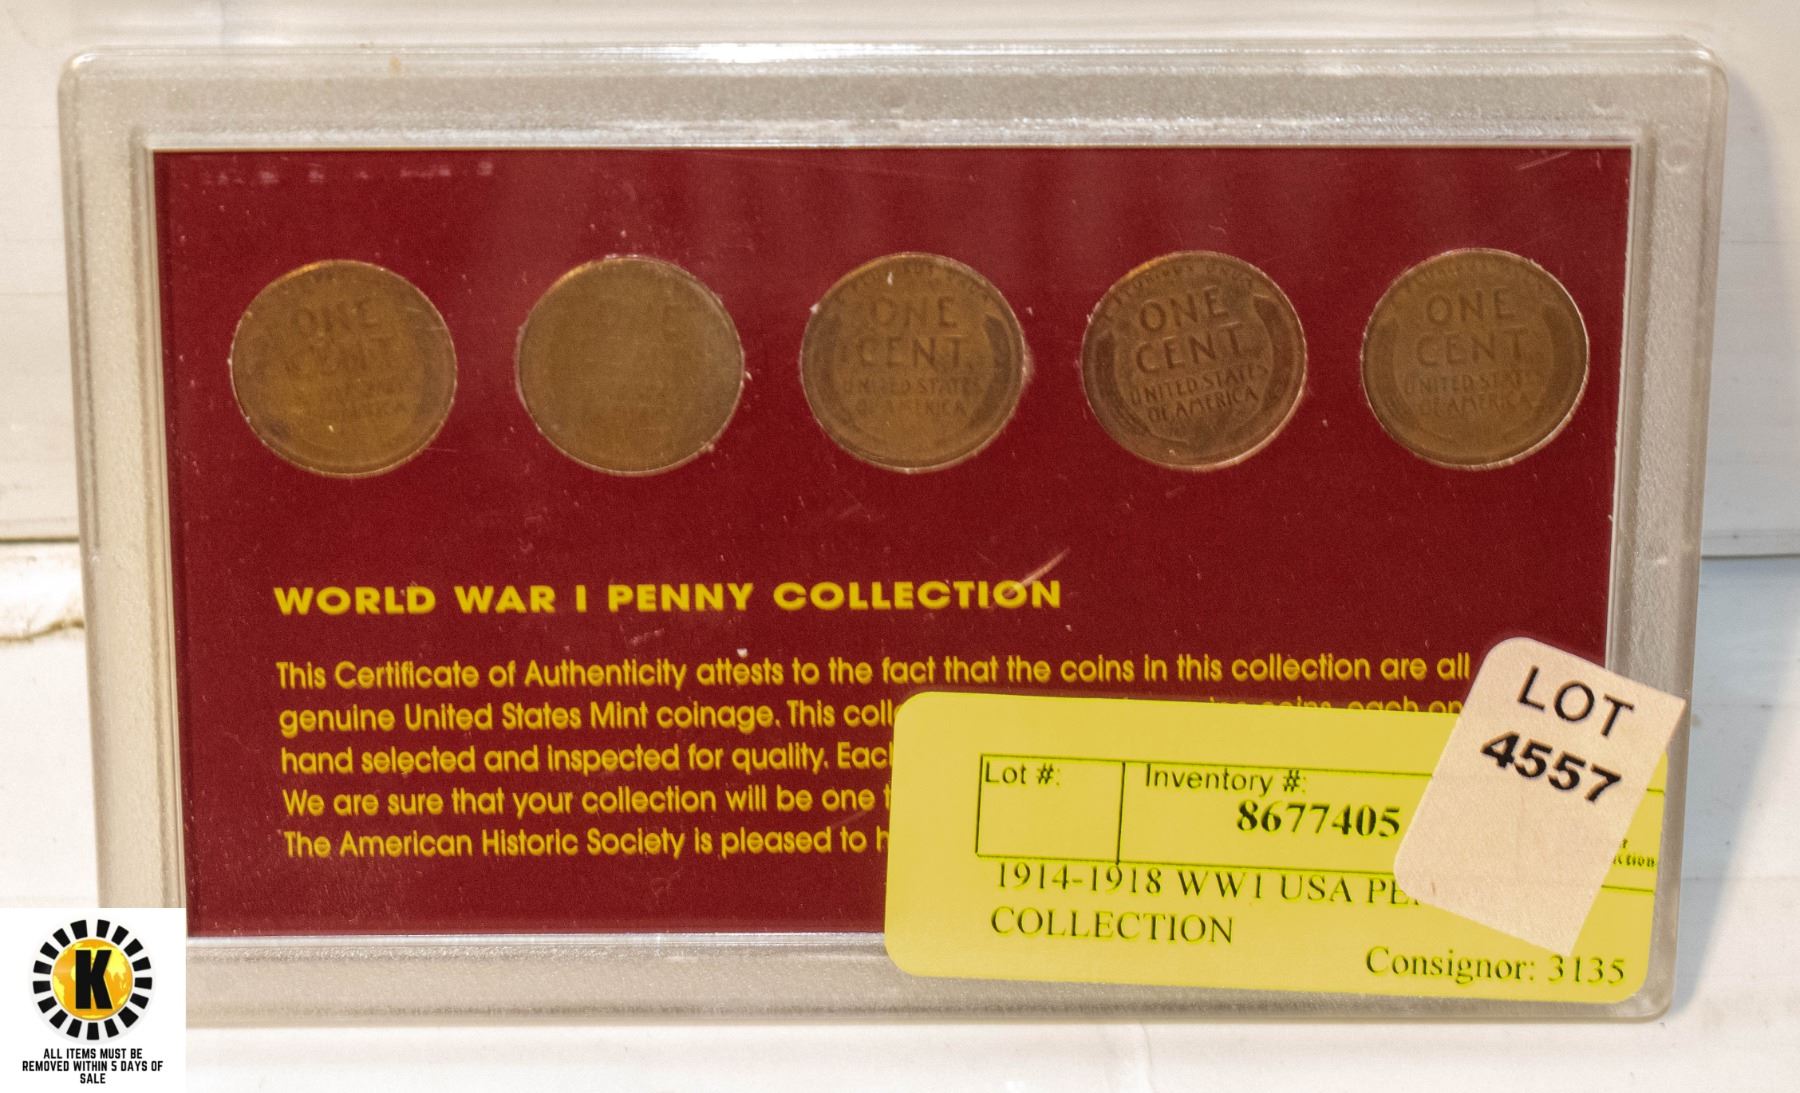 ONE
CENT
E
ONE
CENT
UNITED STATES
OF AMERICA
ONE
CENT
UNITED STATES
OF AMERICA
ONE
CENT
UNITED STATES
OF AMERICA
WORLD WAR I PENNY COLLECTION
This Certificate of Authenticity attests to the fact that the coins in this collection are all
genuine United States Mint coinage. This coll
hand selected and inspected for quality. Eac
We are sure that your collection will be one
The American Historic Society is pleased to h
LOT
4557
Lot #:
Inventory #:
8677405
1914-1918 WW1 USA PE
COLLECTION
Consignor: 3135
K
ALL ITEMS MUST BE
REMOVED WITHIN 5 DAYS OF
SALE